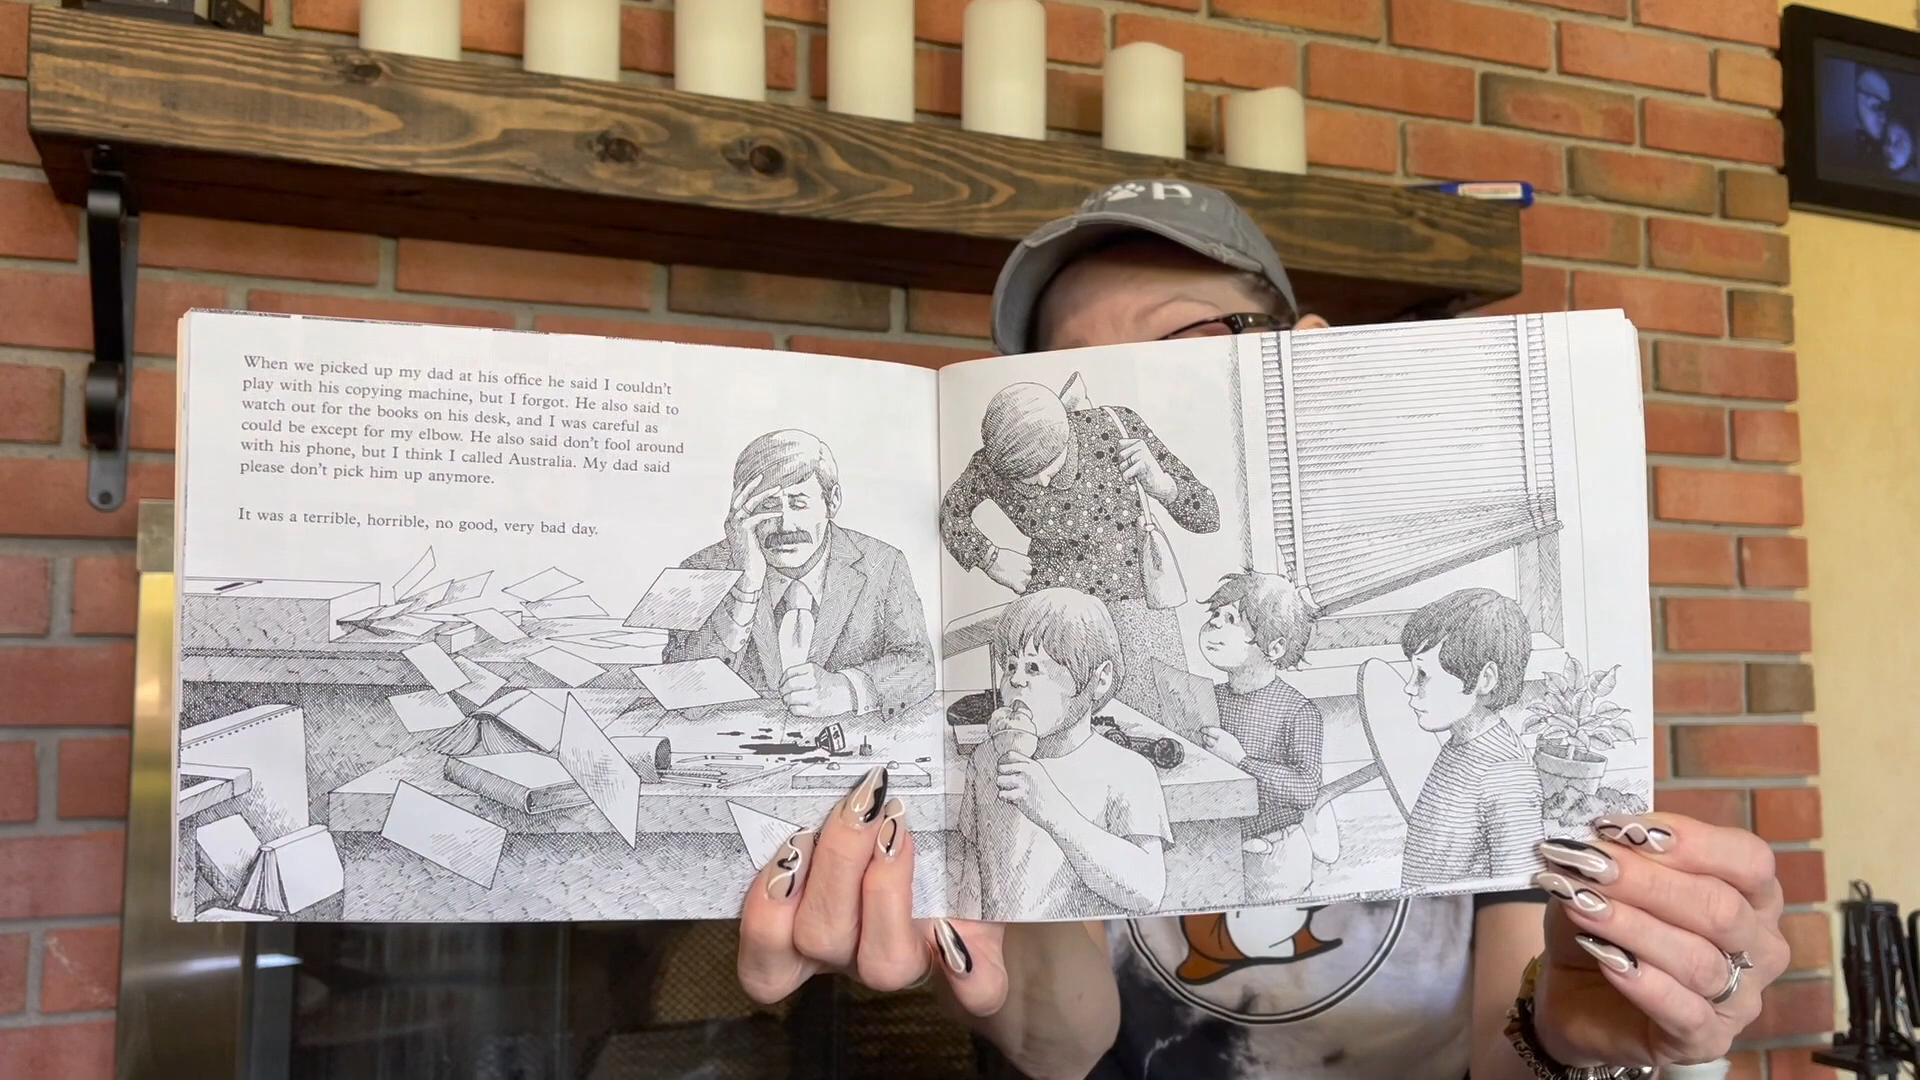 When we picked up my dad at his office he said I couldn't
play with his copying machine, but I forgot. He also said to
watch out for the books on his desk, and I was careful as
could be except for my elbow. He also said don't fool around
with his phone, but I think I called Australia. My dad said
please don't pick him up anymore.
It was a terrible, horrible, no good, very bad day.